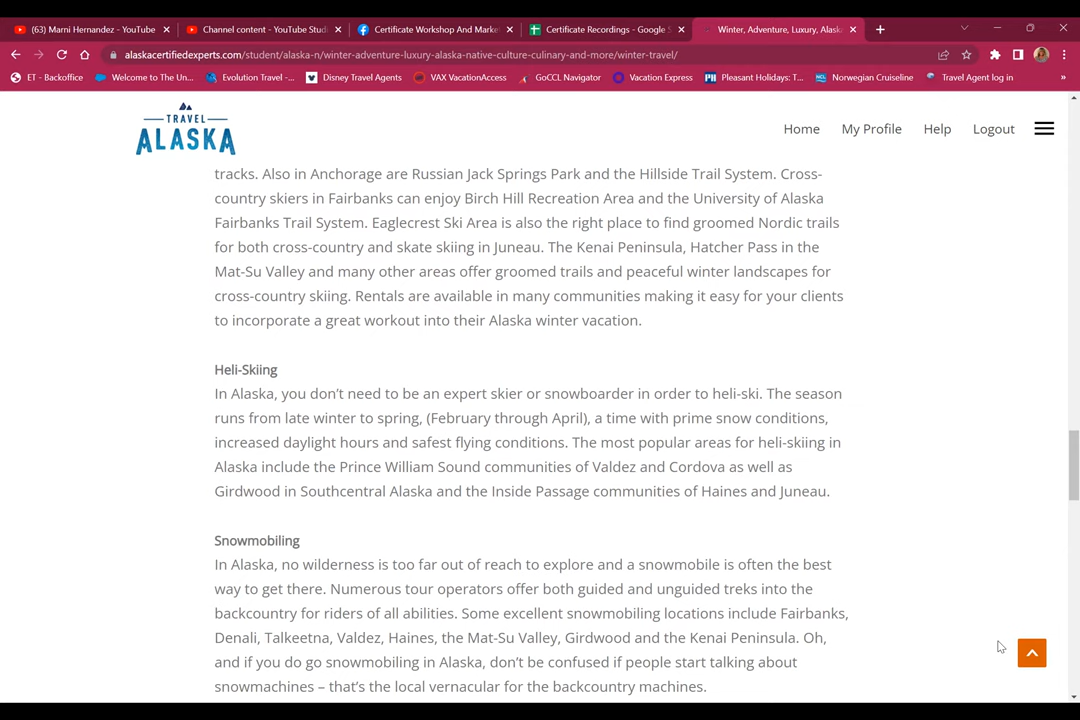 (63) Marni Hernandez - YouTube
Channel content - YouTube Studi
Certificate Workshop And Market
Certificate Recordings - Google S
Winter, Adventure, Luxury, Alaska
alaskacertifiedexperts.com/student/alaska-n/winter-adventure-luxury-alaska-native-culture-culinary-and-more/winter-travel/
ET - Backoffice
Welcome to The Un...
Evolution Travel -...
Disney Travel Agents
VAX VacationAccess
GoCCL Navigator
Vacation Express
Pleasant Holidays: T...
Norwegian Cruiseline
Travel Agent log in
TRAVEL
ALASKA
Home My Profile Help Logout
tracks. Also in Anchorage are Russian Jack Springs Park and the Hillside Trail System. Cross-
country skiers in Fairbanks can enjoy Birch Hill Recreation Area and the University of Alaska
Fairbanks Trail System. Eaglecrest Ski Area is also the right place to find groomed Nordic trails
for both cross-country and skate skiing in Juneau. The Kenai Peninsula, Hatcher Pass in the
Mat-Su Valley and many other areas offer groomed trails and peaceful winter landscapes for
cross-country skiing. Rentals are available in many communities making it easy for your clients
to incorporate a great workout into their Alaska winter vacation.
Heli-Skiing
In Alaska, you don't need to be an expert skier or snowboarder in order to heli-ski. The season
runs from late winter to spring, (February through April), a time with prime snow conditions,
increased daylight hours and safest flying conditions. The most popular areas for heli-skiing in
Alaska include the Prince William Sound communities of Valdez and Cordova as well as
Girdwood in Southcentral Alaska and the Inside Passage communities of Haines and Juneau.
Snowmobiling
In Alaska, no wilderness is too far out of reach to explore and a snowmobile is often the best
way to get there. Numerous tour operators offer both guided and unguided treks into the
backcountry for riders of all abilities. Some excellent snowmobiling locations include Fairbanks,
Denali, Talkeetna, Valdez, Haines, the Mat-Su Valley, Girdwood and the Kenai Peninsula. Oh,
and if you do go snowmobiling in Alaska, don't be confused if people start talking about
snowmachines – that's the local vernacular for the backcountry machines.